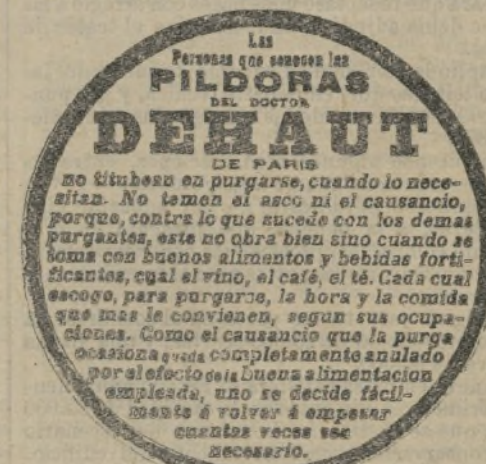 Las
Personas que conocen las
PILDORAS
DEL DOCTOR
DEHAUT
DE PARIS
no titubean en purgarse, cuando lo nece-
sitan. No temen el asco ni el causancio,
porque, contra lo que sucede con los demas
purgantes, este no obra bien sino cuando se
toma con buenos alimentos y bebidas forti-
ficantes, cual el vino, el café, el té. Cada cual
escoge, para purgarse, la hora y la comida
que mas le convienen, segun sus ocupa-
ciones. Como el causancio que la purga
ocasiona queda completamente anulado
por el efecto de la buena alimentacion
empleada, uno se decide fácil-
mente á volver á empezar
cuantas veces sea
necesario.